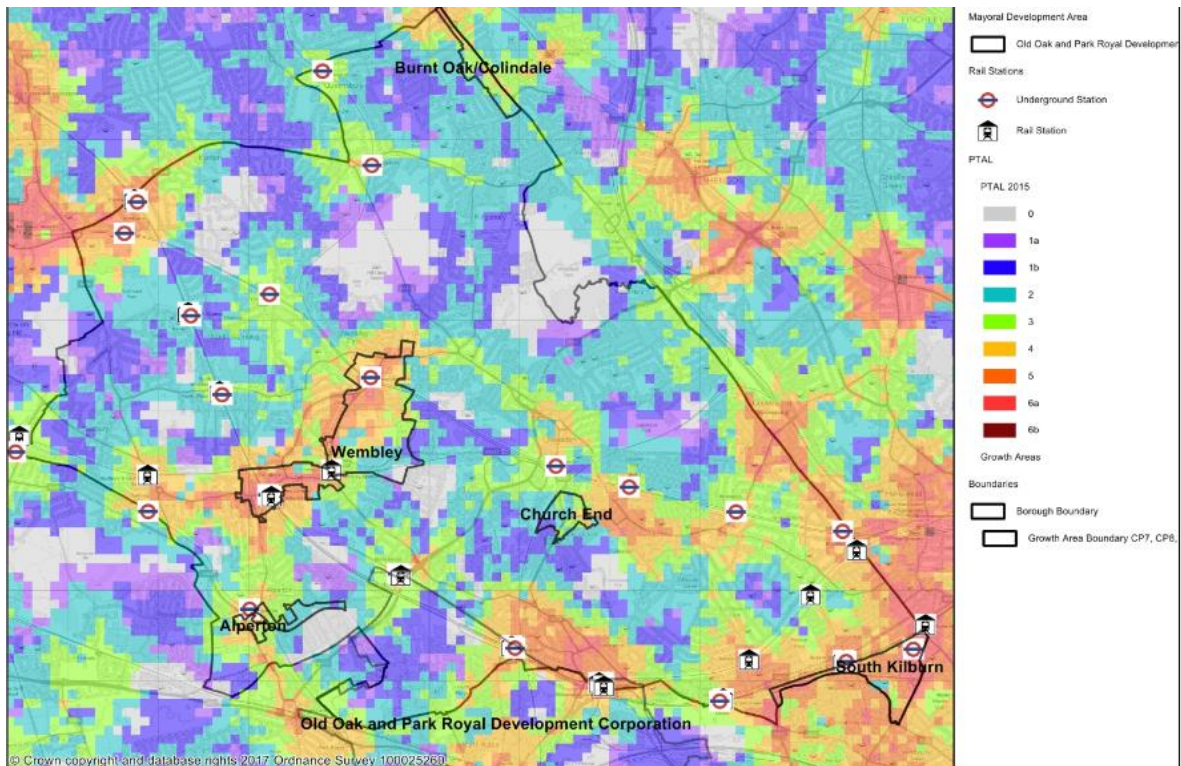 Burnt Oak/Colindale
Wembley
Church End
Alperton
South Kilburn
Old Oak and Park Royal Development Corporation
copyright and database rights 2017 Ordnance Survey 100025260
Mayoral Development Area
Old Oak and Park Royal Developmen
Rail Stations
Underground Station
Rail Station
PTAL
PTAL 2015
0
1a
1b
2
3
4
5
6a
6b
Growth Areas
Boundaries
Borough Boundary
Growth Area Boundary CP7, CP8,